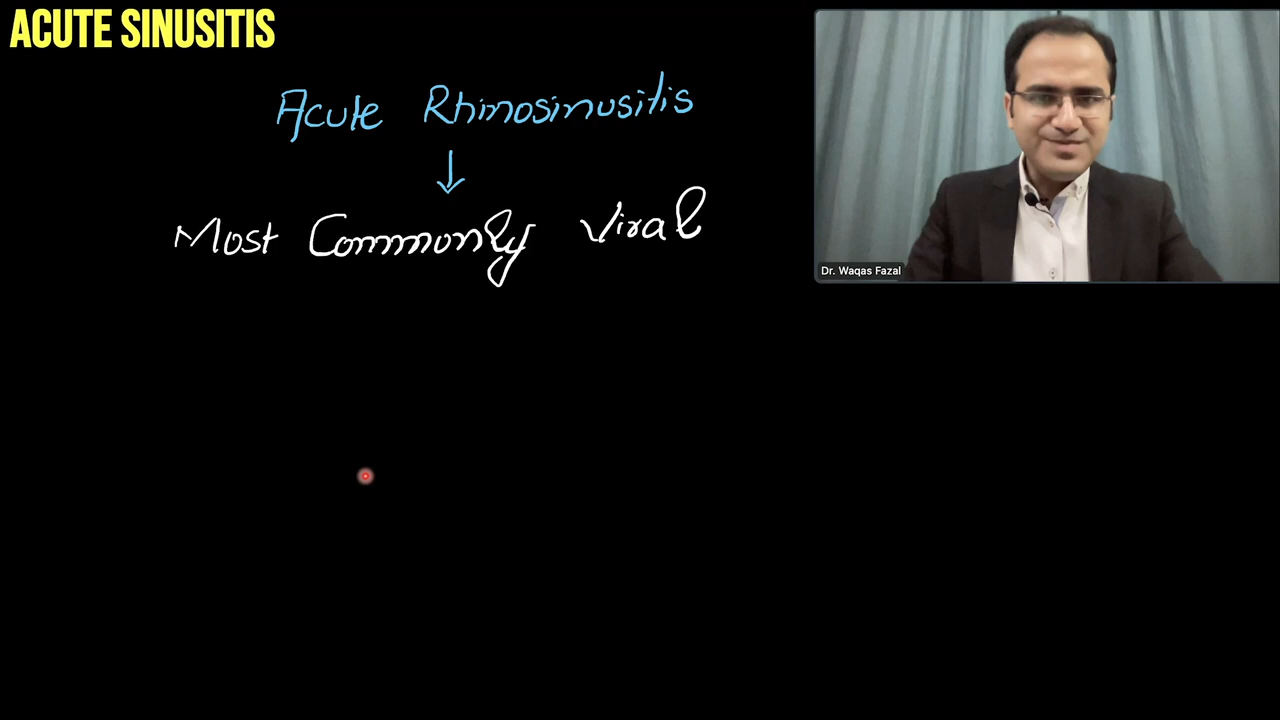 ACUTE SINUSITIS
Acute Rhinosinusitis
↓
Most Commonly Viral
Dr. Waqas Fazal